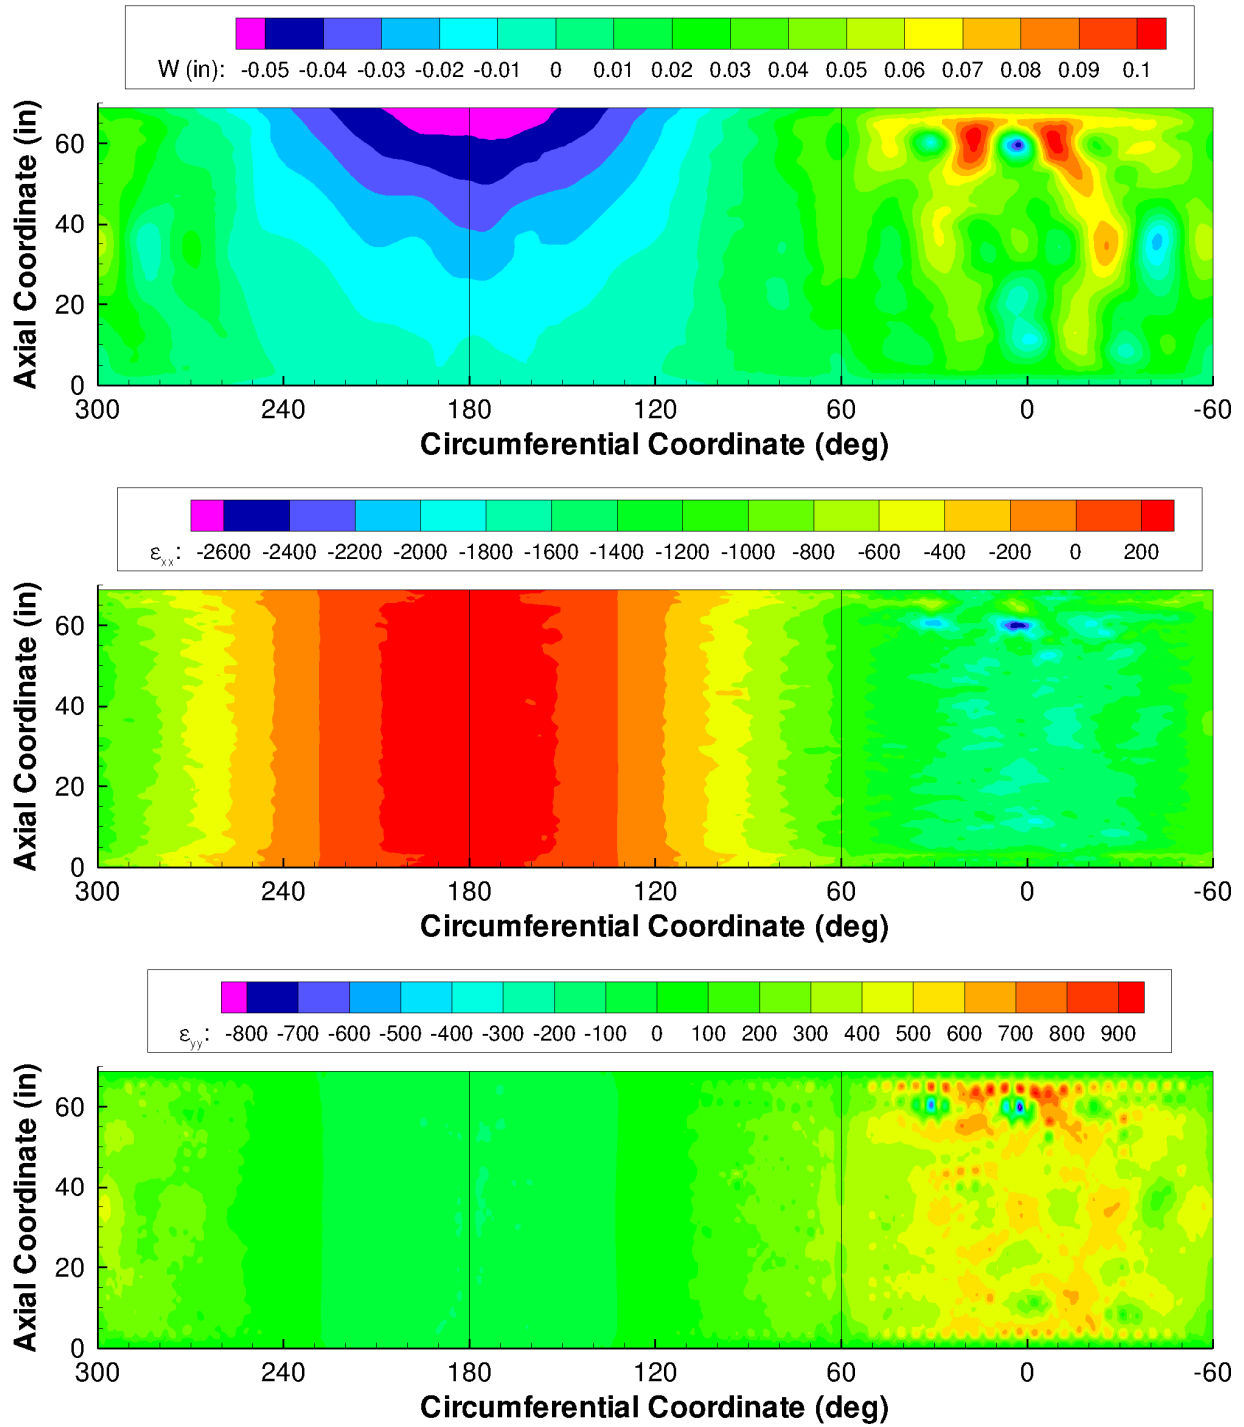 W (in): -0.05 -0.04 -0.03 -0.02 -0.01 0 0.01 0.02 0.03 0.04 0.05 0.06 0.07 0.08 0.09 0.1
Axial Coordinate (in)
60
40
20
0
300 240 180 120 60 0 -60
Circumferential Coordinate (deg)
εxx: -2600 -2400 -2200 -2000 -1800 -1600 -1400 -1200 -1000 -800 -600 -400 -200 0 200
Axial Coordinate (in)
60
40
20
0
300 240 180 120 60 0 -60
Circumferential Coordinate (deg)
εyy: -800 -700 -600 -500 -400 -300 -200 -100 0 100 200 300 400 500 600 700 800 900
Axial Coordinate (in)
60
40
20
0
300 240 180 120 60 0 -60
Circumferential Coordinate (deg)